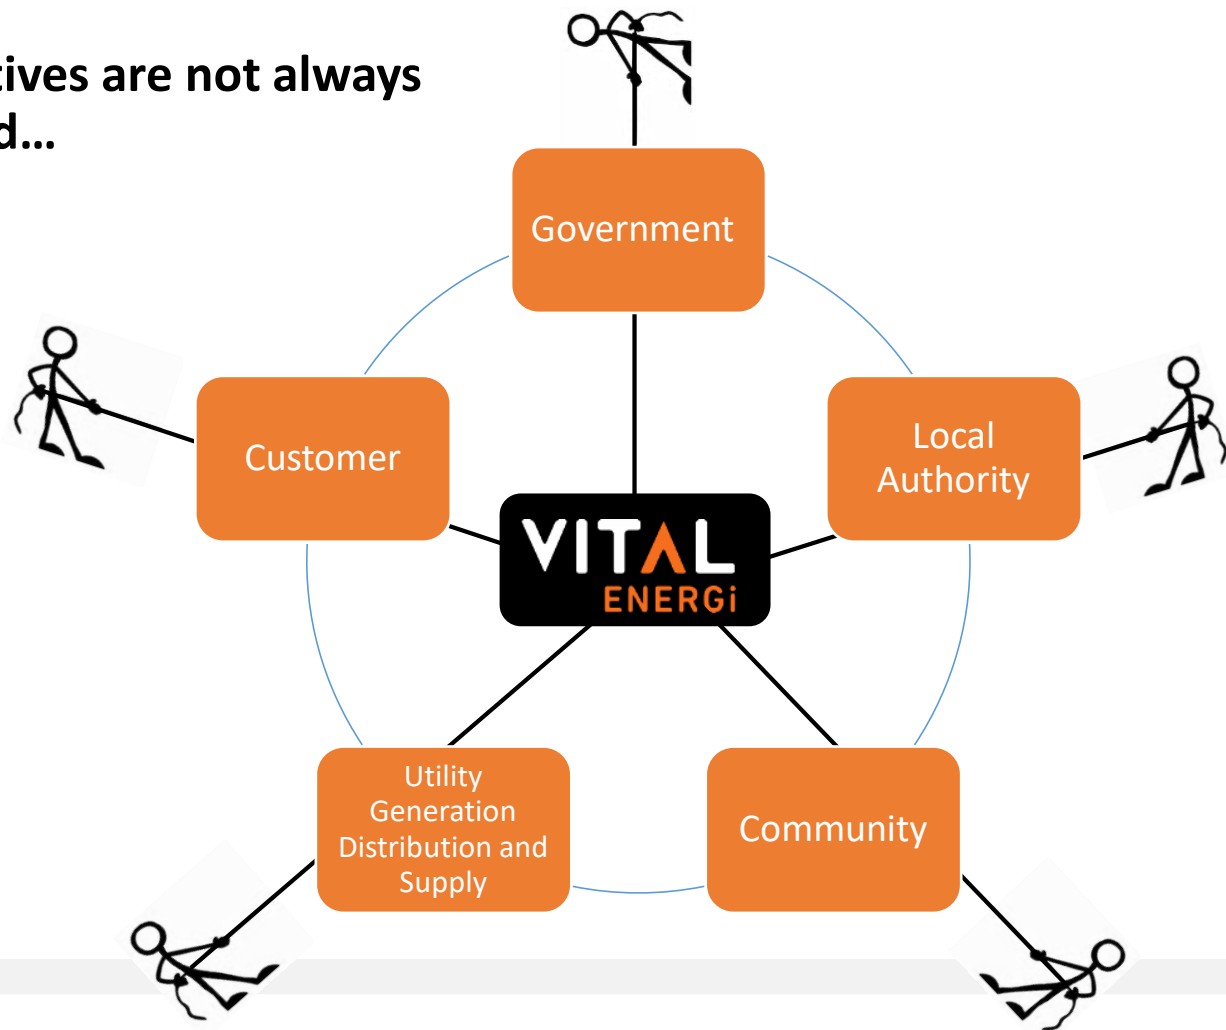 tives are not always
d…
Government
Customer
Local
Authority
VITAL
ENERGi
Utility
Generation
Distribution and
Supply
Community